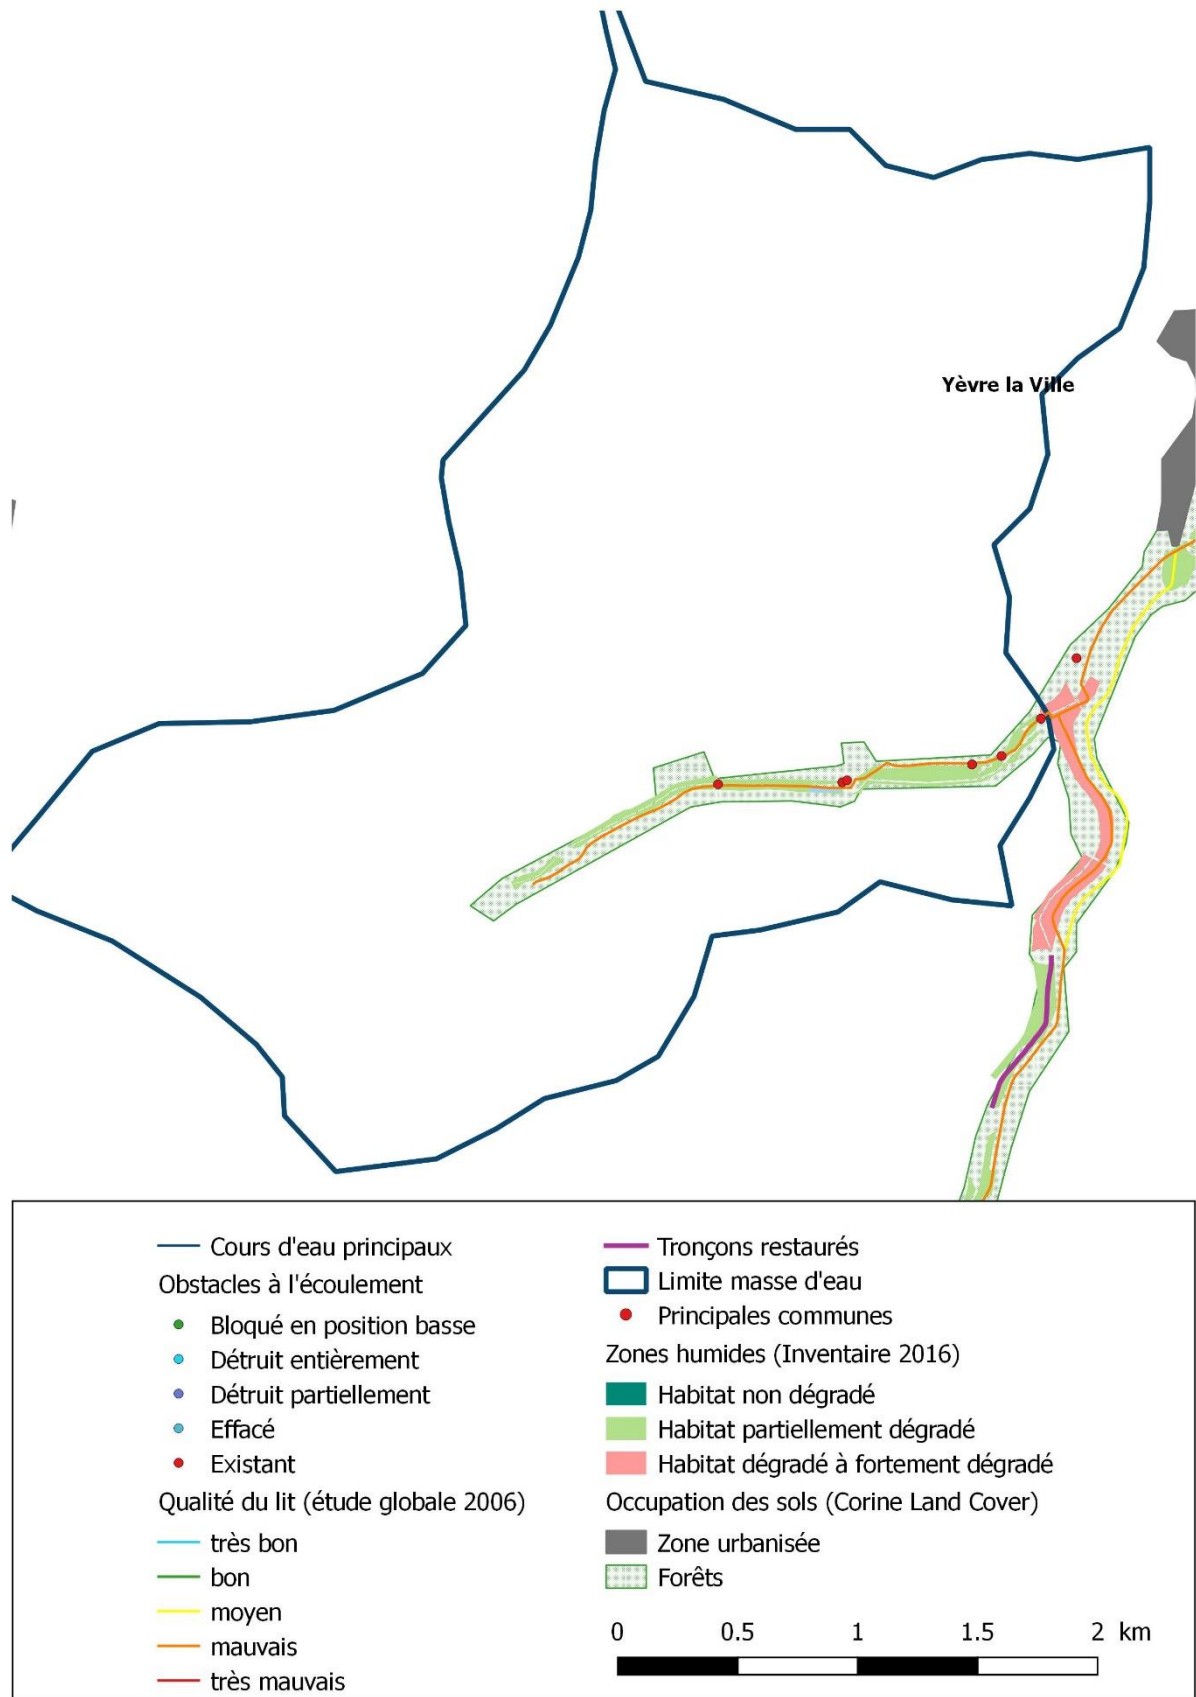 Yèvre la Ville
Cours d'eau principaux
Obstacles à l'écoulement
Bloqué en position basse
Détruit entièrement
Détruit partiellement
Effacé
Existant
Qualité du lit (étude globale 2006)
très bon
bon
moyen
mauvais
très mauvais
Tronçons restaurés
Limite masse d'eau
Principales communes
Zones humides (Inventaire 2016)
Habitat non dégradé
Habitat partiellement dégradé
Habitat dégradé à fortement dégradé
Occupation des sols (Corine Land Cover)
Zone urbanisée
Forêts
0 0.5 1 1.5 2 km